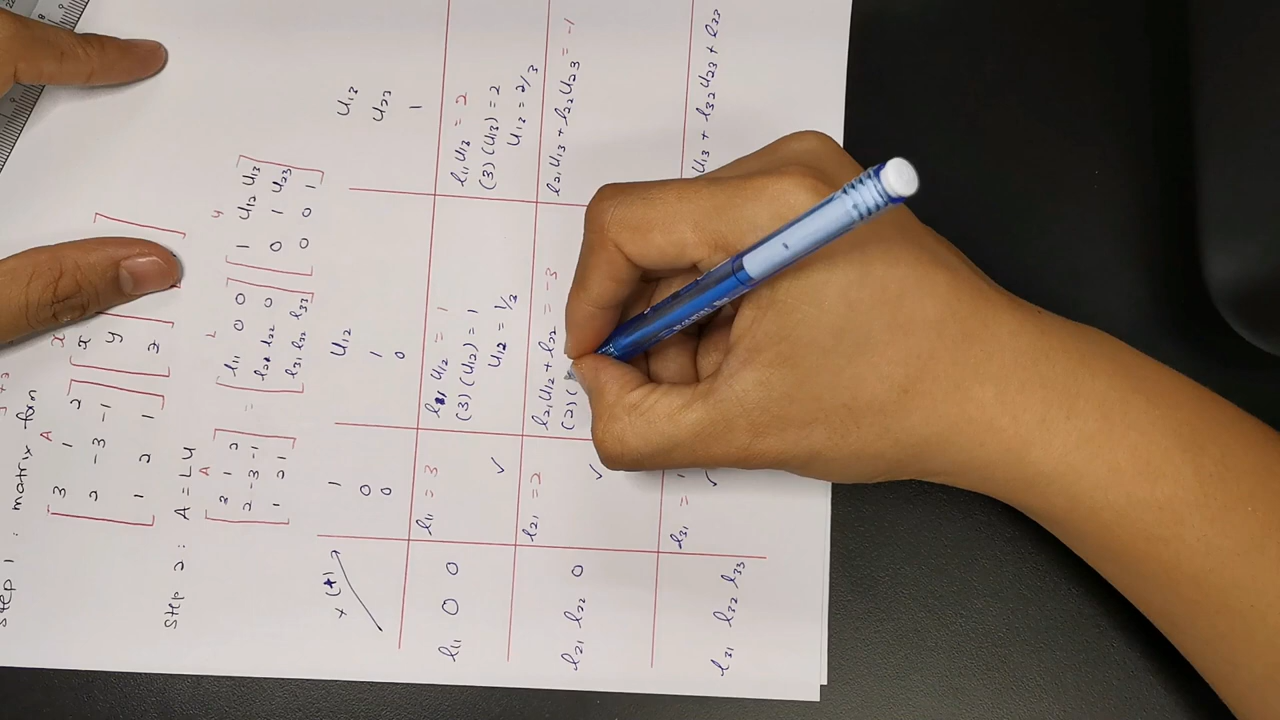 Step 1 : matrix form
A x
3 1 2 x
2 -3 -1 y
1 2 1 z
Step 2 : A = LU
A L U
3 1 2 = l11 0 0 1 u12 u13
2 -3 -1 l21 l22 0 0 1 u23
1 2 1 l31 l32 l33 0 0 1
1 u12 u13
0 1 u23
0 0 1
l11 0 0 l11 = 3 ✓ l11 u12 = 1 l11 u13 = 2
(3)(u12) = 1 (3)(u13) = 2
u12 = 1/3 u13 = 2/3
l21 l22 0 l21 = 2 ✓ l21 u12 + l22 = -3 l21 u13 + l22 u23 = -1
(2)(
l31 l32 l33 l31 = ✓ u13 + l32 u23 + l33